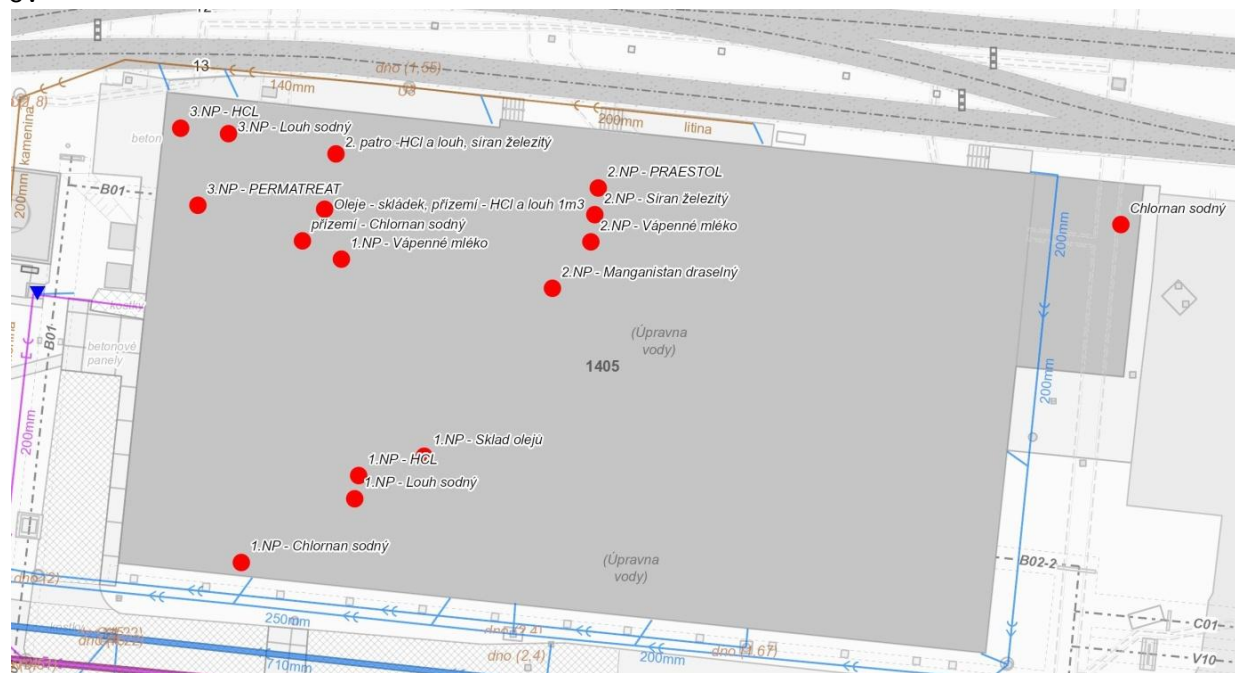 13
dno (1,55)
140mm
200mm
litina
3.NP - HCL
3.NP - Louh sodný
beton
2. patro -HCl a louh, síran železitý
200mm kamenina
B01
3.NP - PERMATREAT
2.NP - PRAESTOL
Oleje - skládek, přízemí - HCl a louh 1m3
2.NP - Síran železitý
Chlornan sodný
přízemí - Chlornan sodný
2.NP - Vápenné mléko
1.NP - Vápenné mléko
200mm
2.NP - Manganistan draselný
kostky
B01
(Úpravna
vody)
betonové
panely
1405
200mm
200mm
1.NP - Sklad olejů
1.NP - HCL
1.NP - Louh sodný
1.NP - Chlornan sodný
(Úpravna
vody)
B02-2
dno (2)
250mm
C01
dno (2,4)
710mm
200mm
V10